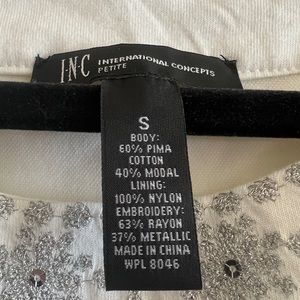 I·N·C INTERNATIONAL CONCEPTS
PETITE
S
BODY:
60% PIMA
COTTON
40% MODAL
LINING:
100% NYLON
EMBROIDERY:
63% RAYON
37% METALLIC
MADE IN CHINA
WPL 8046